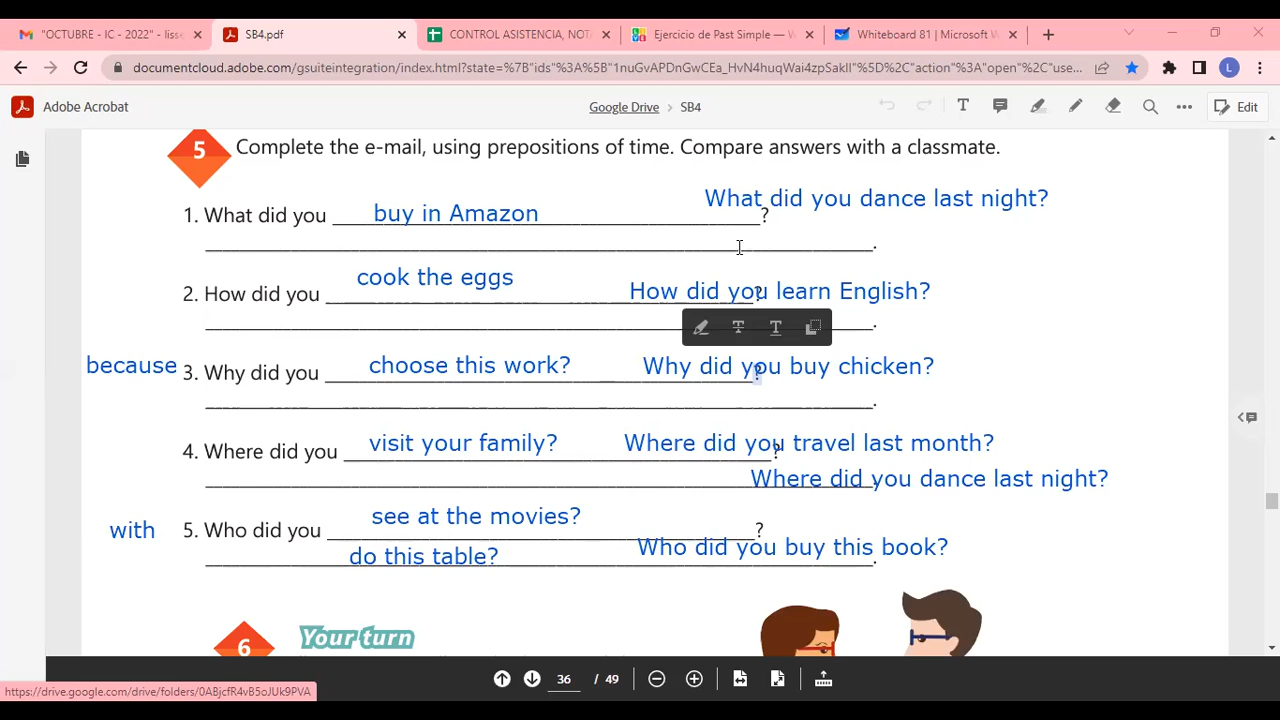 "OCTUBRE - IC - 2022" - lisse
SB4.pdf
CONTROL ASISTENCIA, NOTA
Ejercicio de Past Simple — W
Whiteboard 81 | Microsoft W
documentcloud.adobe.com/gsuiteintegration/index.html?state=%7B"ids"%3A%5B"1nuGvAPDnGwCEa_HvN4huqWai4zpSakII"%5D%2C"action"%3A"open"%2C"use...
L
Adobe Acrobat
Google Drive > SB4
Edit
5 Complete the e-mail, using prepositions of time. Compare answers with a classmate.
What did you dance last night?
1. What did you buy in Amazon ?
cook the eggs
2. How did you ? How did you learn English?
because choose this work? Why did you buy chicken?
3. Why did you ?
visit your family? Where did you travel last month?
4. Where did you ?
Where did you dance last night?
see at the movies?
with 5. Who did you ?
do this table? Who did you buy this book?
6 Your turn
36 / 49
https://drive.google.com/drive/folders/0ABjcfR4vB5oJUk9PVA